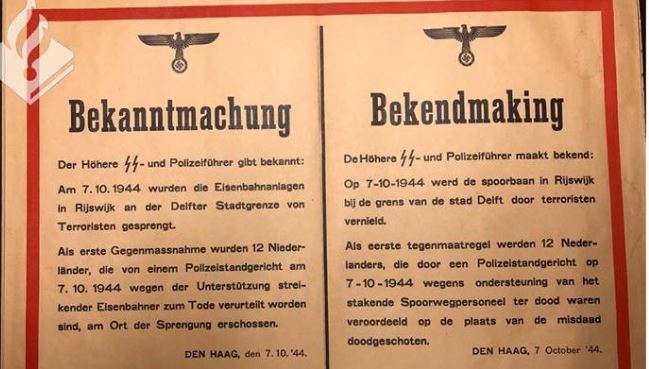 Bekanntmachung
Der Höhere SS- und Polizeiführer gibt bekannt:
Am 7.10.1944 wurden die Eisenbahnanlagen
in Rijswijk an der Delfter Stadtgrenze von
Terroristen gesprengt.
Als erste Gegenmassnahme wurden 12 Nieder-
länder, die von einem Polizeistandgericht am
7.10.1944 wegen der Unterstützung strei-
kender Eisenbahner zum Tode verurteilt worden
sind, am Ort der Sprengung erschossen.
DEN HAAG, den 7.10.'44.
Bekendmaking
De Höhere SS- und Polizeiführer maakt bekend:
Op 7-10-1944 werd de spoorbaan in Rijswijk
bij de grens van de stad Delft door terroristen
vernield.
Als eerste tegenmaatregel werden 12 Neder-
landers, die door een Polizeistandgericht op
7-10-1944 wegens ondersteuning van het
stakende Spoorwegpersoneel ter dood waren
veroordeeld op de plaats van de misdaad
doodgeschoten.
DEN HAAG, 7 October '44.